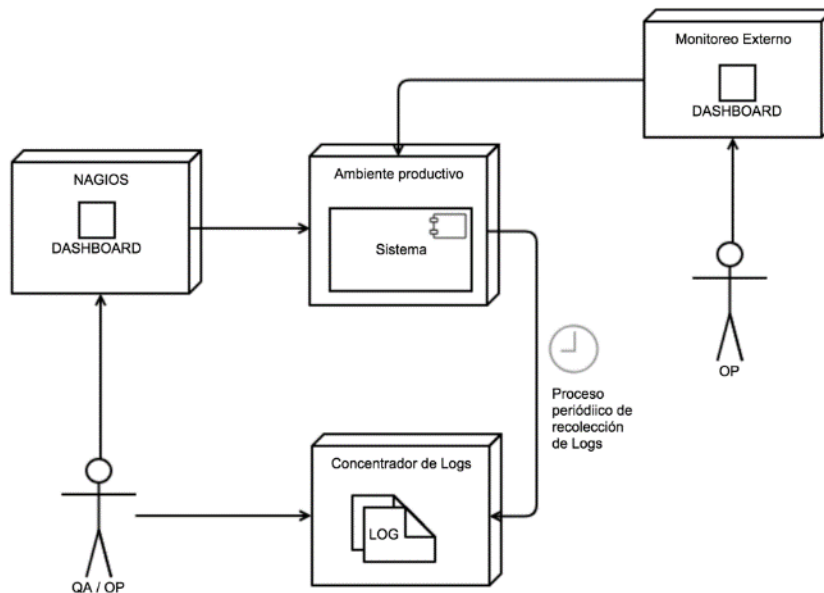 Monitoreo Externo
DASHBOARD
NAGIOS
DASHBOARD
Ambiente productivo
Sistema
OP
Proceso
periódiico de
recolección
de Logs
Concentrador de Logs
LOG
QA / OP